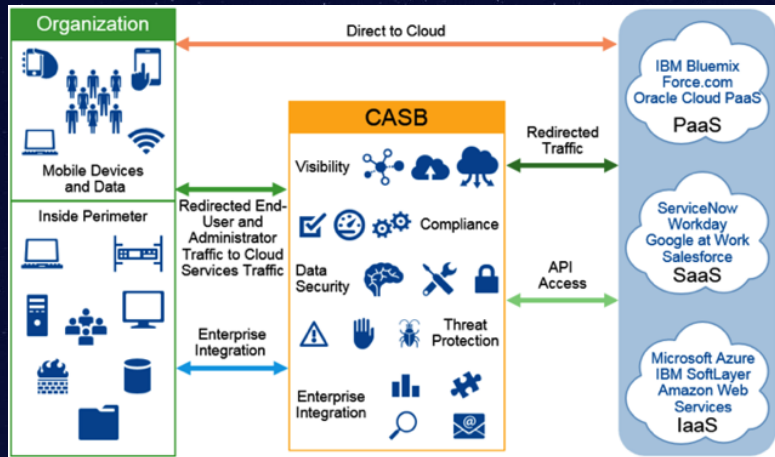 Organization
Mobile Devices
and Data
Inside Perimeter
Direct to Cloud
Redirected End-
User and
Administrator
Traffic to Cloud
Services Traffic
Enterprise
Integration
CASB
Visibility
Compliance
Data
Security
Threat
Protection
Enterprise
Integration
Redirected
Traffic
API
Access
IBM Bluemix
Force.com
Oracle Cloud PaaS
PaaS
ServiceNow
Workday
Google at Work
Salesforce
SaaS
Microsoft Azure
IBM SoftLayer
Amazon Web
Services
IaaS